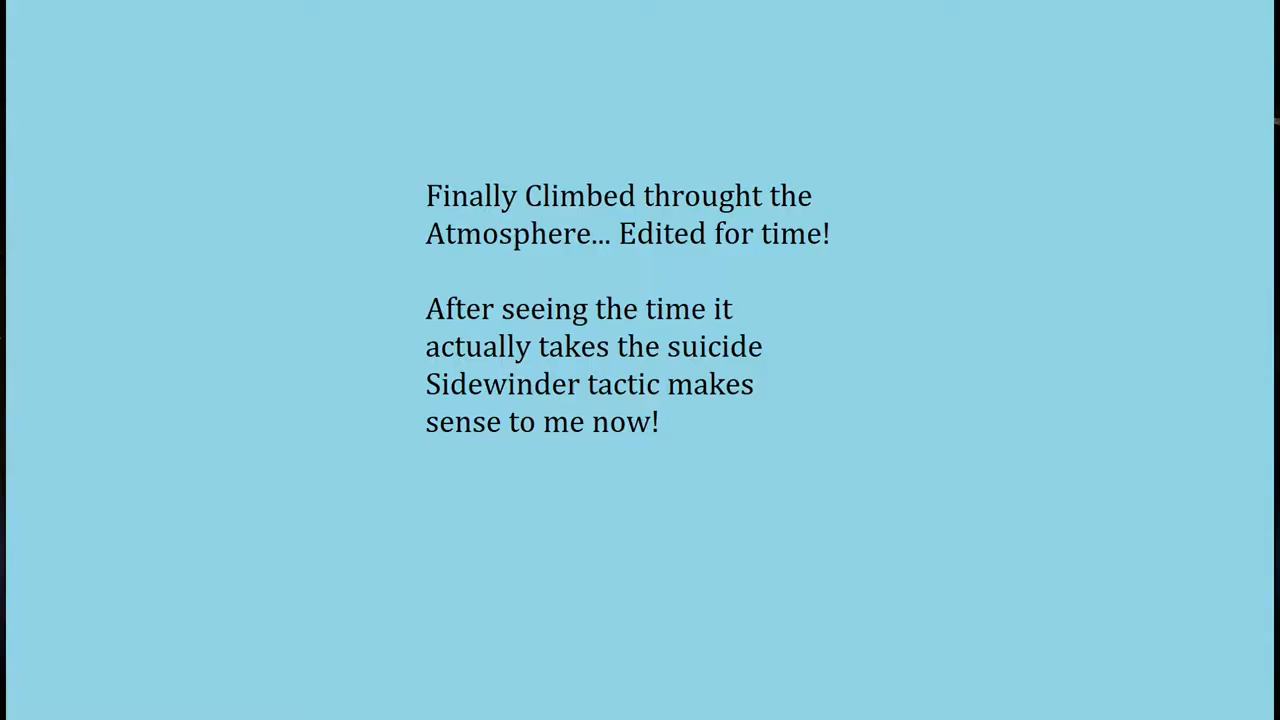 Finally Climbed throught the
Atmosphere... Edited for time!
After seeing the time it
actually takes the suicide
Sidewinder tactic makes
sense to me now!